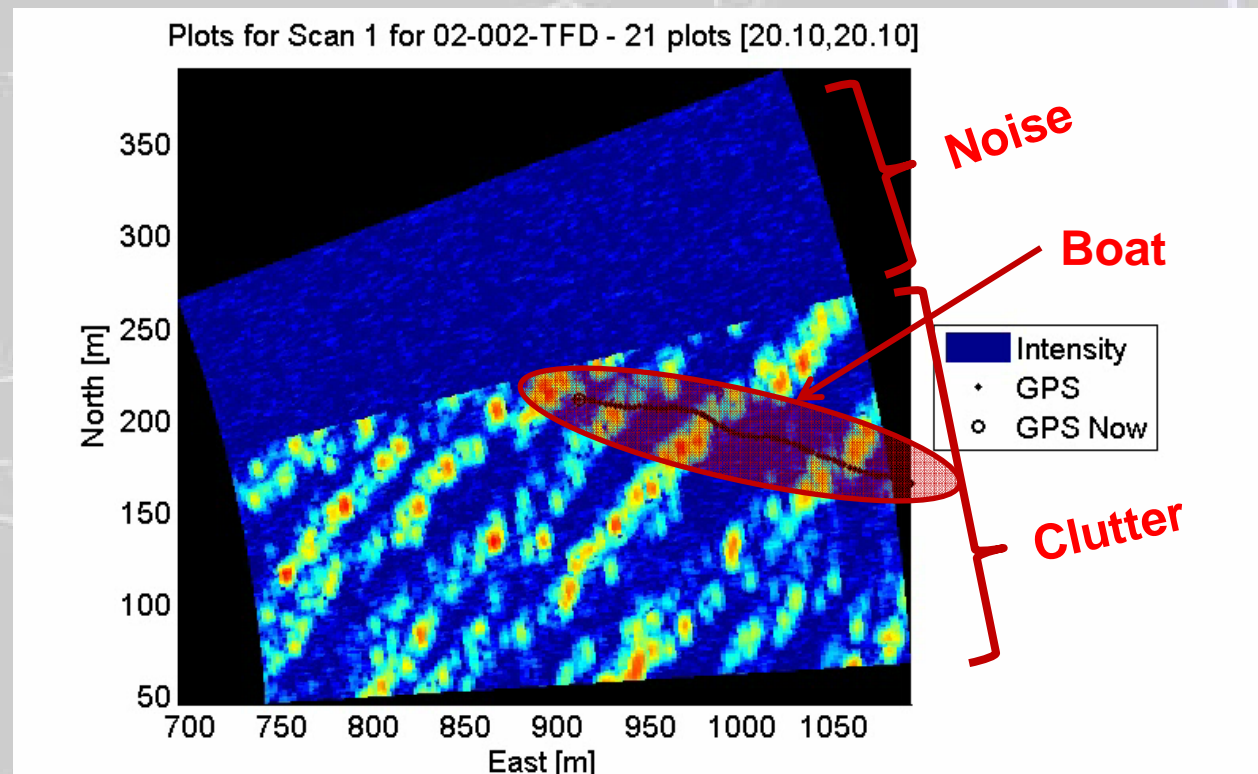 Plots for Scan 1 for 02-002-TFD - 21 plots [20.10,20.10]
Noise
Boat
Clutter
Intensity
GPS
GPS Now
North [m]
350
300
250
200
150
100
50
700 750 800 850 900 950 1000 1050
East [m]